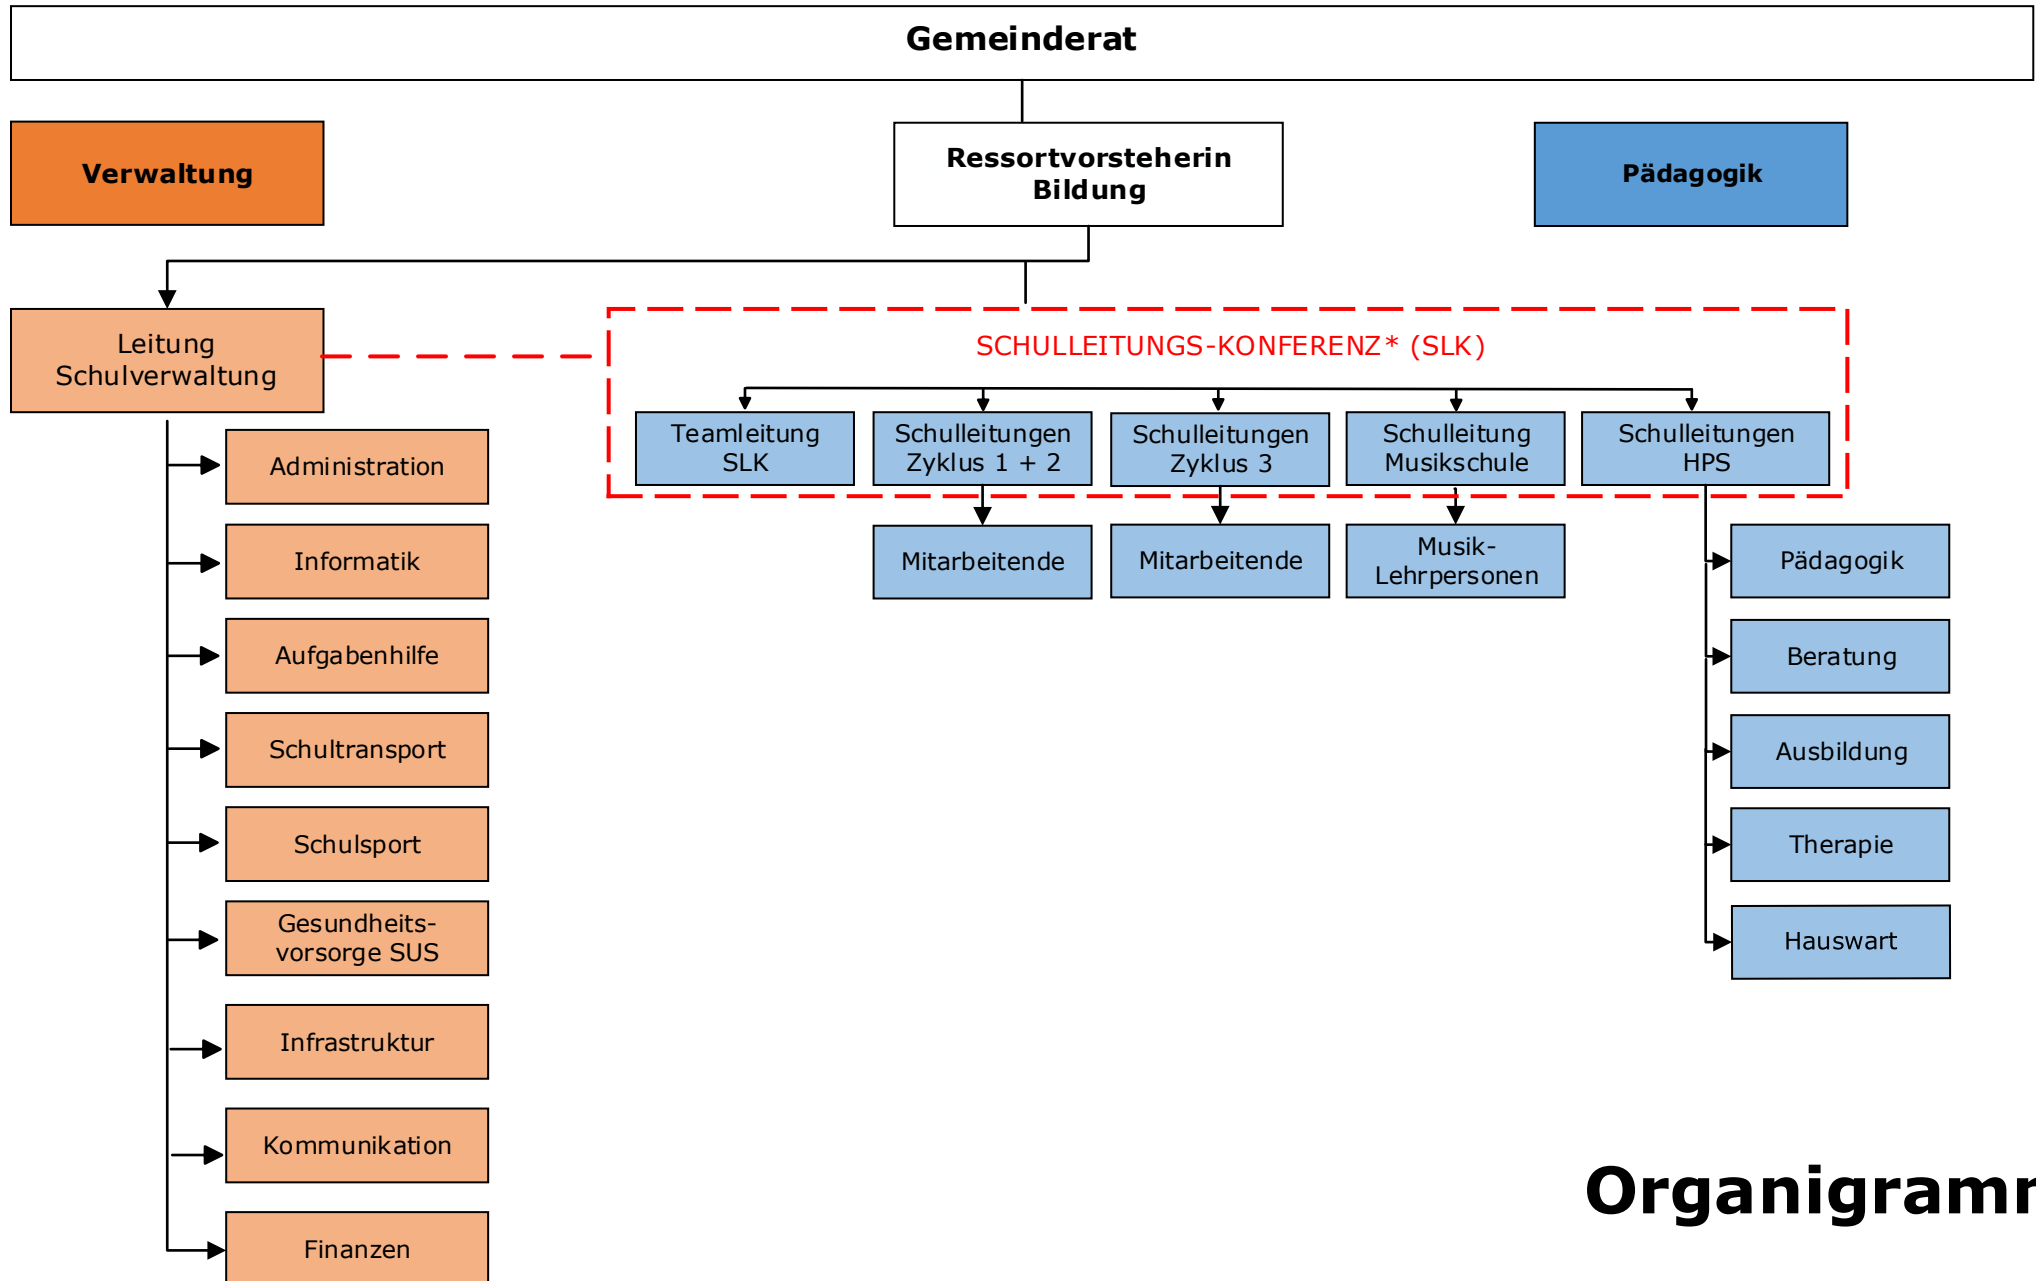 Gemeinderat
Verwaltung
Ressortvorsteherin
Bildung
Pädagogik
Leitung
Schulverwaltung
SCHULLEITUNGS-KONFERENZ* (SLK)
Teamleitung
SLK
Schulleitungen
Zyklus 1 + 2
Schulleitungen
Zyklus 3
Schulleitung
Musikschule
Schulleitungen
HPS
Administration
Informatik
Aufgabenhilfe
Schultransport
Schulsport
Gesundheits-
vorsorge SUS
Infrastruktur
Kommunikation
Finanzen
Mitarbeitende
Mitarbeitende
Musik-
Lehrpersonen
Pädagogik
Beratung
Ausbildung
Therapie
Hauswart
Organigramm